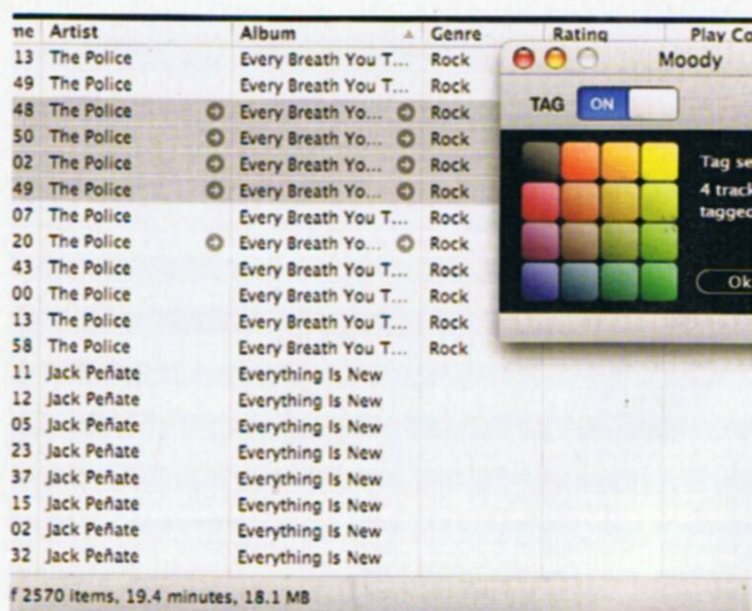 me Artist Album Genre Rating Play Co
13 The Police Every Breath You T... Rock
49 The Police Every Breath You T... Rock
48 The Police Every Breath Yo... Rock
50 The Police Every Breath Yo... Rock
02 The Police Every Breath Yo... Rock
49 The Police Every Breath Yo... Rock
07 The Police Every Breath You T... Rock
20 The Police Every Breath Yo... Rock
43 The Police Every Breath You T... Rock
00 The Police Every Breath You T... Rock
13 The Police Every Breath You T... Rock
58 The Police Every Breath You T... Rock
11 Jack Peñate Everything Is New
12 Jack Peñate Everything Is New
05 Jack Peñate Everything Is New
23 Jack Peñate Everything Is New
37 Jack Peñate Everything Is New
15 Jack Peñate Everything Is New
02 Jack Peñate Everything Is New
32 Jack Peñate Everything Is New
f 2570 items, 19.4 minutes, 18.1 MB
Moody
TAG ON
Tag se
4 trac
tagge
Ok